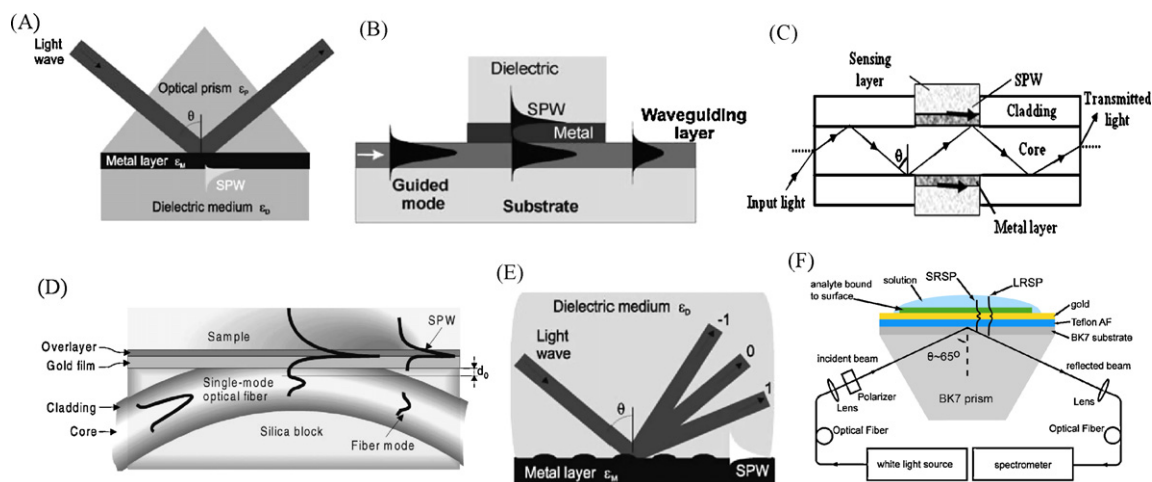 (A)
Light
wave
Optical prism εP
θ
Metal layer εM
SPW
Dielectric medium εD
(B)
Dielectric
SPW
Metal
Waveguiding
layer
Guided
mode
Substrate
(C)
Sensing
layer
SPW
Cladding
Transmitted
light
Core
θ
Input light
Metal layer
(D)
Sample
SPW
Overlayer
Gold film
d0
Single-mode
optical fiber
Cladding
Core
Silica block
Fiber mode
(E)
Dielectric medium εD
Light
wave
-1
0
1
θ
Metal layer εM
SPW
(F)
SRSP
LRSP
solution
analyte bound
to surface
gold
Teflon AF
BK7 substrate
θ~65o
incident beam
reflected beam
Polarizer
Lens
Lens
BK7 prism
Optical Fiber
Optical Fiber
white light source
spectrometer